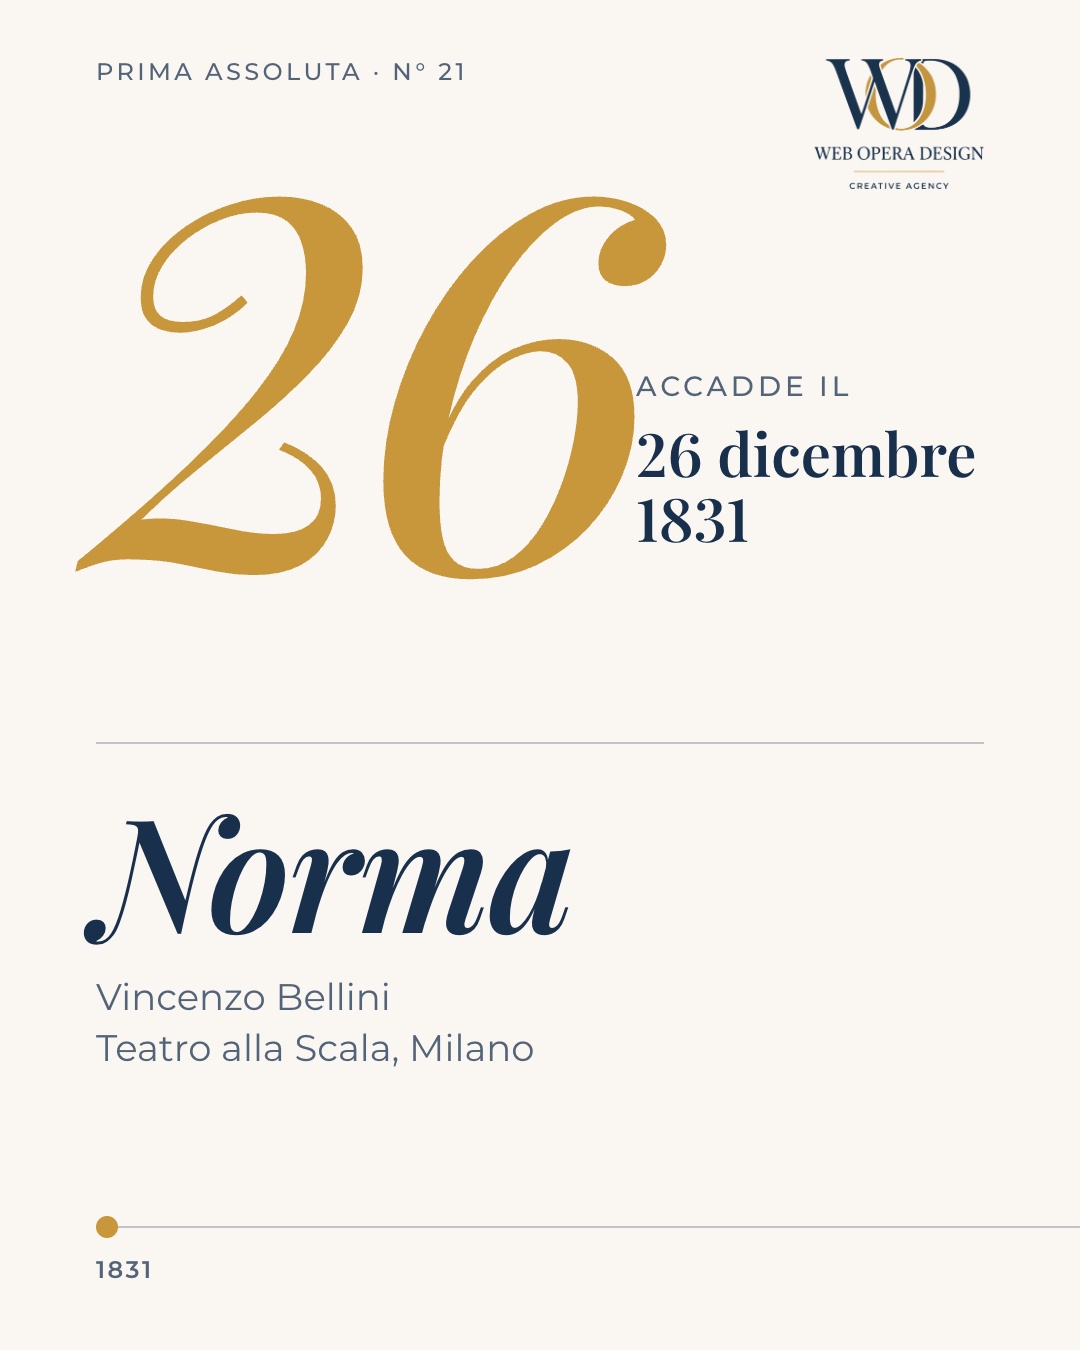 PRIMA ASSOLUTA · N° 21
WOD
WEB OPERA DESIGN
CREATIVE AGENCY
26
ACCADDE IL
26 dicembre
1831
Norma
Vincenzo Bellini
Teatro alla Scala, Milano
1831